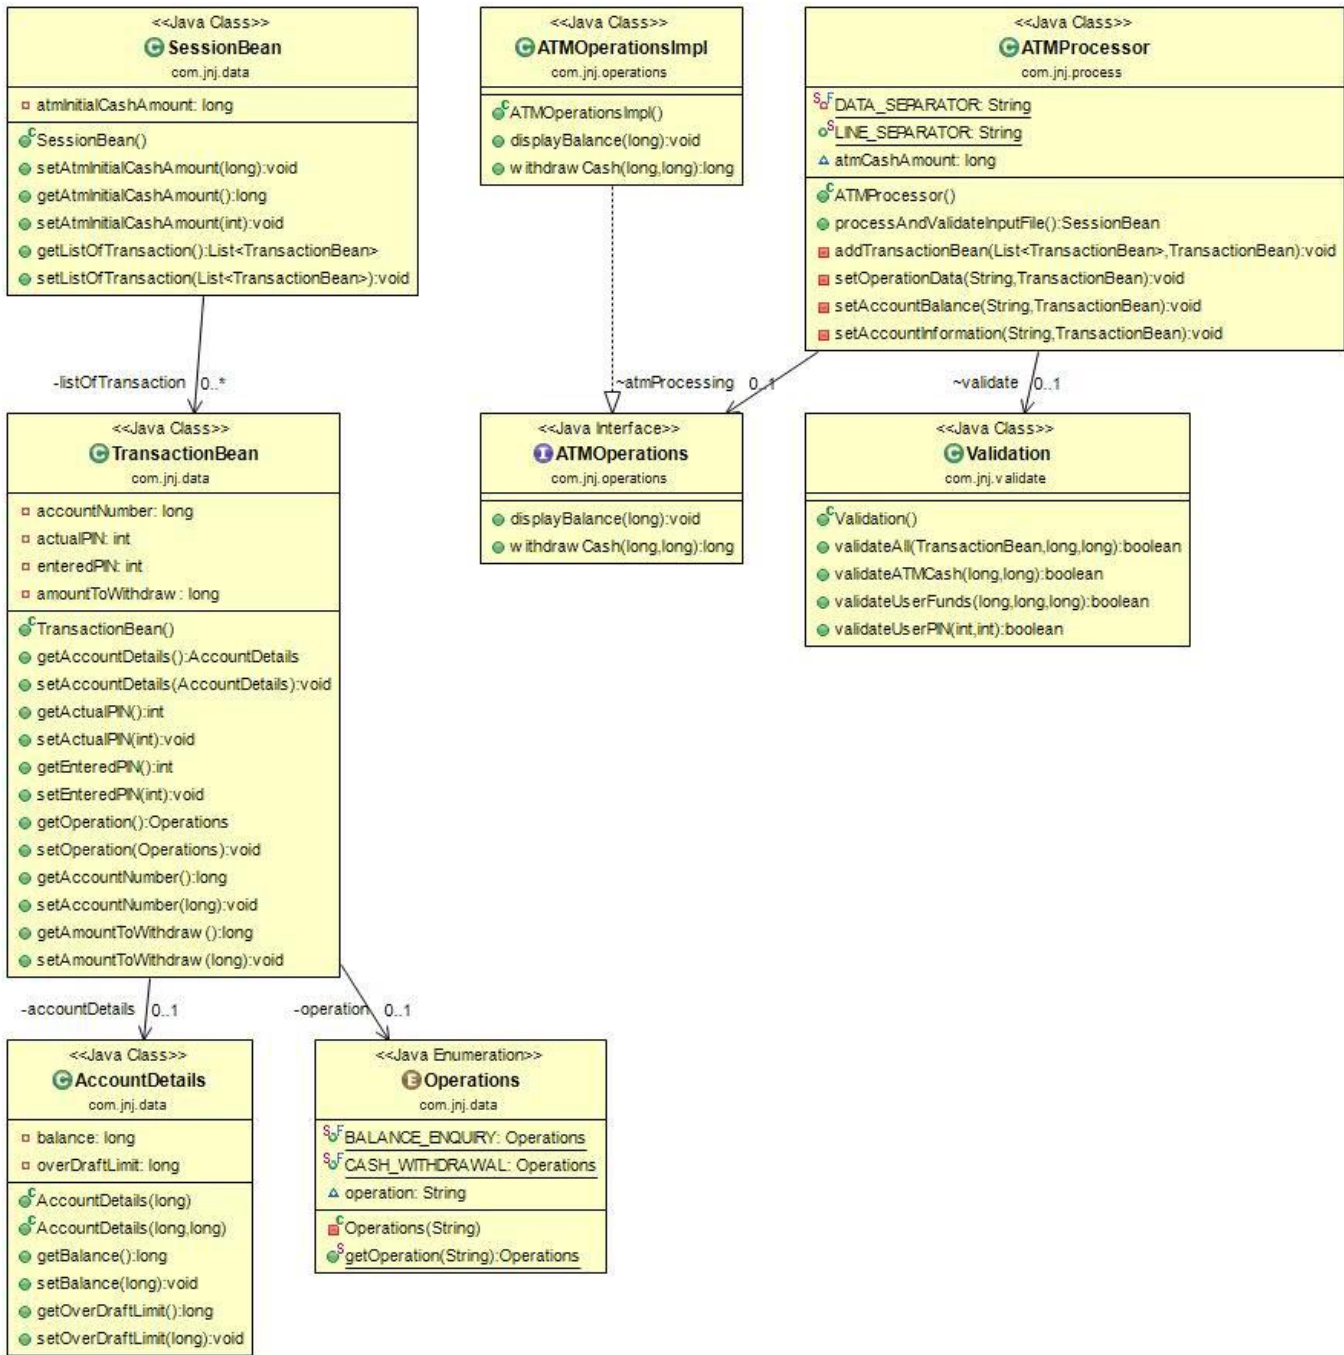 <<Java Class>>
SessionBean
com.jnj.data
atmInitialCashAmount: long
SessionBean()
setAtmInitialCashAmount(long):void
getAtmInitialCashAmount():long
setAtmInitialCashAmount(int):void
getListOfTransaction():List<TransactionBean>
setListOfTransaction(List<TransactionBean>):void
<<Java Class>>
ATMOperationsImpl
com.jnj.operations
ATMOperationsImpl()
displayBalance(long):void
withdrawCash(long,long):long
<<Java Class>>
ATMProcessor
com.jnj.process
DATA_SEPARATOR: String
LINE_SEPARATOR: String
atmCashAmount: long
ATMProcessor()
processAndValidateInputFile():SessionBean
addTransactionBean(List<TransactionBean>,TransactionBean):void
setOperationData(String,TransactionBean):void
setAccountBalance(String,TransactionBean):void
setAccountInformation(String,TransactionBean):void
-listOfTransaction 0..*
~atmProcessing 0..1
~validate 0..1
<<Java Class>>
TransactionBean
com.jnj.data
accountNumber: long
actualPIN: int
enteredPIN: int
amountToWithdraw: long
TransactionBean()
getAccountDetails():AccountDetails
setAccountDetails(AccountDetails):void
getActualPIN():int
setActualPIN(int):void
getEnteredPIN():int
setEnteredPIN(int):void
getOperation():Operations
setOperation(Operations):void
getAccountNumber():long
setAccountNumber(long):void
getAmountToWithdraw():long
setAmountToWithdraw(long):void
<<Java Interface>>
ATMOperations
com.jnj.operations
displayBalance(long):void
withdrawCash(long,long):long
<<Java Class>>
Validation
com.jnj.validate
Validation()
validateAll(TransactionBean,long,long):boolean
validateATMCash(long,long):boolean
validateUserFunds(long,long,long):boolean
validateUserPIN(int,int):boolean
-accountDetails 0..1
-operation 0..1
<<Java Class>>
AccountDetails
com.jnj.data
balance: long
overDraftLimit: long
AccountDetails(long)
AccountDetails(long,long)
getBalance():long
setBalance(long):void
getOverDraftLimit():long
setOverDraftLimit(long):void
<<Java Enumeration>>
Operations
com.jnj.data
BALANCE_ENQUIRY: Operations
CASH_WITHDRAWAL: Operations
operation: String
Operations(String)
getOperation(String):Operations